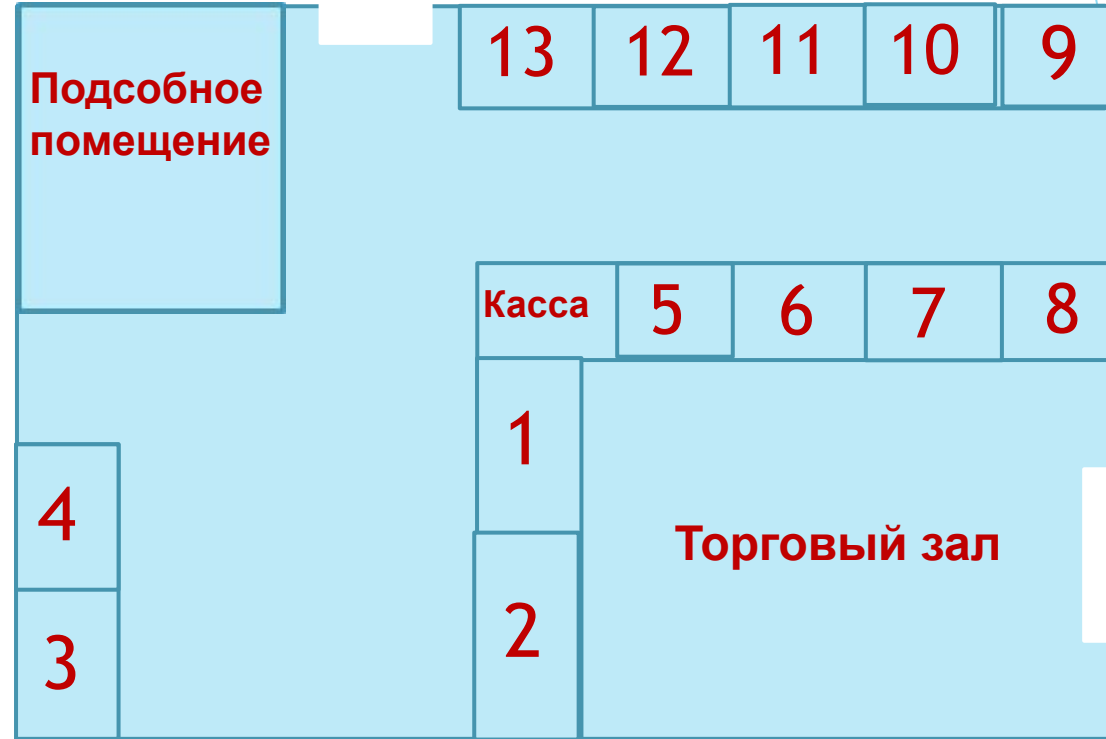 Подсобное
помещение
13 12 11 10 9
Касса 5 6 7 8
1
4
Торговый зал
2
3